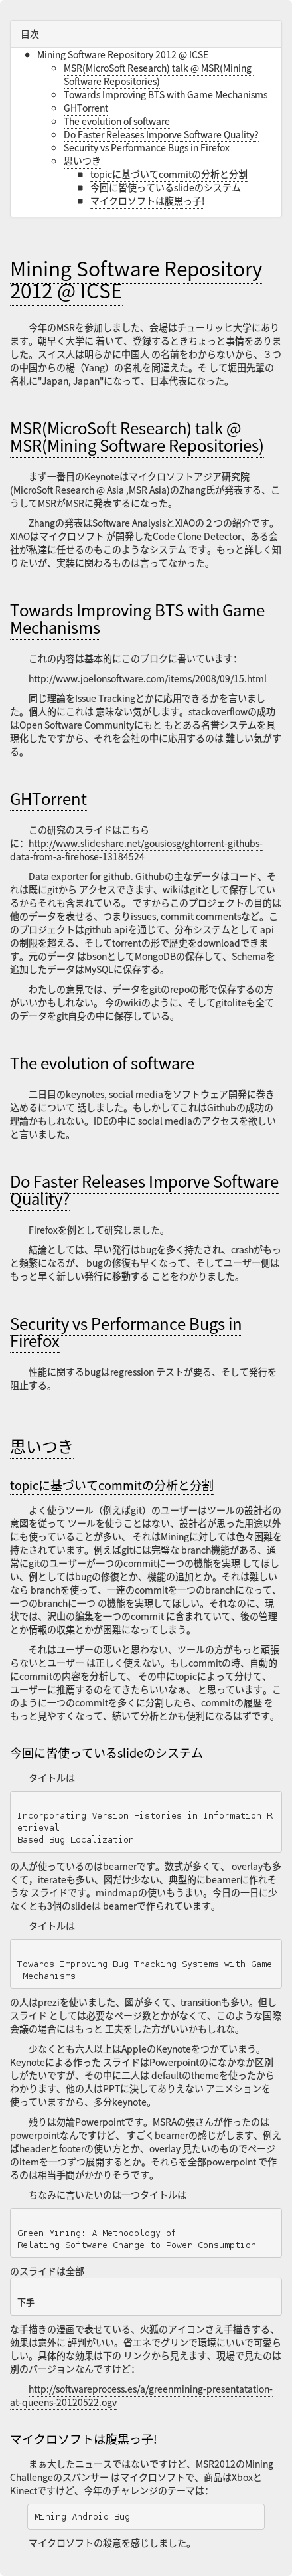 目次
Mining Software Repository 2012 @ ICSE
MSR(MicroSoft Research) talk @ MSR(Mining
Software Repositories)
Towards Improving BTS with Game Mechanisms
GHTorrent
The evolution of software
Do Faster Releases Imporve Software Quality?
Security vs Performance Bugs in Firefox
思いつき
topicに基づいてcommitの分析と分割
今回に皆使っているslideのシステム
マイクロソフトは腹黒っ子!
Mining Software Repository
2012 @ ICSE
今年のMSRを参加しました、会場はチューリッヒ大学にあり
ます。朝早く大学に 着いて、登録するときちょっと事情をありま
した。スイス人は明らかに中国人 の名前をわからないから、３つ
の中国からの楊（Yang）の名札を間違えた。そ して堀田先輩の
名札に"Japan, Japan"になって、日本代表になった。
MSR(MicroSoft Research) talk @
MSR(Mining Software Repositories)
まず一番目のKeynoteはマイクロソフトアジア研究院
(MicroSoft Research @ Asia ,MSR Asia)のZhang氏が発表する、こ
うしてMSRがMSRに発表するになった。
Zhangの発表はSoftware AnalysisとXIAOの２つの紹介です。
XIAOはマイクロソフト が開発したCode Clone Detector、ある会
社が私達に任せるのもこのようなシステム です。もっと詳しく知
りたいが、実装に関わるものは言ってなかった。
Towards Improving BTS with Game
Mechanisms
これの内容は基本的にこのブロクに書いています：
http://www.joelonsoftware.com/items/2008/09/15.html
同じ理論をIssue Trackingとかに応用できるかを言いまし
た。個人的にこれは 意味ない気がします。stackoverflowの成功
はOpen Software Communityにもと もとある名誉システムを具
現化したですから、それを会社の中に応用するのは 難しい気がす
る。
GHTorrent
この研究のスライドはこちら
に：http://www.slideshare.net/gousiosg/ghtorrent-githubs-
data-from-a-firehose-13184524
Data exporter for github. Githubの主なデータはコード、そ
れは既にgitから アクセスできます、wikiはgitとして保存してい
るからそれも含まれている。 ですからこのプロジェクトの目的は
他のデータを表せる、つまりissues, commit commentsなど。こ
のプロジェクトはgithub apiを通じて、分布システムとして api
の制限を超える、そしてtorrentの形で歴史をdownloadできま
す。元のデータ はbsonとしてMongoDBの保存して、Schemaを
追加したデータはMySQLに保存する。
わたしの意見では、データをgitのrepoの形で保存するの方
がいいかもしれない。 今のwikiのように、そしてgitoliteも全て
のデータをgit自身の中に保存している。
The evolution of software
二日目のkeynotes, social mediaをソフトウェア開発に巻き
込めるについて 話しました。もしかしてこれはGithubの成功の
理論かもしれない。IDEの中に social mediaのアクセスを欲しい
と言いました。
Do Faster Releases Imporve Software
Quality?
Firefoxを例として研究しました。
結論としては、早い発行はbugを多く持たされ、crashがもっ
と頻繁になるが、 bugの修復も早くなって、そしてユーザー側は
もっと早く新しい発行に移動する ことをわかりました。
Security vs Performance Bugs in
Firefox
性能に関するbugはregression テストが要る、そして発行を
阻止する。
思いつき
topicに基づいてcommitの分析と分割
よく使うツール（例えばgit）のユーザーはツールの設計者の
意図を従って ツールを使うことはない、設計者が思った用途以外
にも使っていることが多い、 それはMiningに対しては色々困難を
持たされています。例えばgitには完璧な branch機能がある、通
常にgitのユーザーが一つのcommitに一つの機能を実現 してほし
い、例としてはbugの修復とか、機能の追加とか。それは難しい
なら branchを使って、一連のcommitを一つのbranchになって、
一つのbranchに一つ の機能を実現してほしい。それなのに、現
状では、沢山の編集を一つのcommit に含まれていて、後の管理
とか情報の収集とかが困難になってしまう。
それはユーザーの悪いと思わない、ツールの方がもっと頑張
らないとユーザー は正しく使えない。もしcommitの時、自動的
にcommitの内容を分析して、 その中にtopicによって分けて、
ユーザーに推薦するのをてきたらいいなぁ、 と思っています。こ
のように一つのcommitを多くに分割したら、commitの履歴 を
もっと見やすくなって、続いて分析とかも便利になるはずです。
今回に皆使っているslideのシステム
タイトルは
Incorporating Version Histories in Information R
etrieval
Based Bug Localization
の人が使っているのはbeamerです。数式が多くて、 overlayも多
くて，iterateも多い、図だけ少ない、典型的にbeamerに作れそ
うな スライドです。mindmapの使いもうまい。今日の一日に少
なくとも3個のslideは beamerで作られています。
タイトルは
Towards Improving Bug Tracking Systems with Game
Mechanisms
の人はpreziを使いました、図が多くて、transitionも多い。但し
スライド としては必要なページ数とかがなくて、このような国際
会議の場合にはもっと 工夫をした方がいいかもしれな。
少なくとも六人以上はAppleのKeynoteをつかていまう。
Keynoteによる作った スライドはPowerpointのになかなか区別
しがたいですが、その中に二人は defaultのthemeを使ったから
わかります、他の人はPPTに決してありえない アニメションを
使っていますから、多分keynote。
残りは勿論Powerpointです。MSRAの張さんが作ったのは
powerpointなんですけど、 すごくbeamerの感じがします、例え
ばheaderとfooterの使い方とか、overlay 見たいのものでページ
のitemを一つずつ展開するとか。それらを全部powerpoint で作
るのは相当手間がかかりそうです。
ちなみに言いたいのは一つタイトルは
Green Mining: A Methodology of
Relating Software Change to Power Consumption
のスライドは全部
下手
な手描きの漫画で表せている、火狐のアイコンさえ手描きする、
効果は意外に 評判がいい。省エネでグリンで環境にいいで可愛ら
しい。具体的な効果は下の リンクから見えます、現場で見たのは
別のバージョンなんですけど：
http://softwareprocess.es/a/greenmining-presentatation-
at-queens-20120522.ogv
マイクロソフトは腹黒っ子!
まぁ大したニュースではないですけど、MSR2012のMining
Challengeのスパンサー はマイクロソフトで、商品はXboxと
Kinectですけど、今年のチャレンジのテーマは：
Mining Android Bug
マイクロソフトの殺意を感じしました。